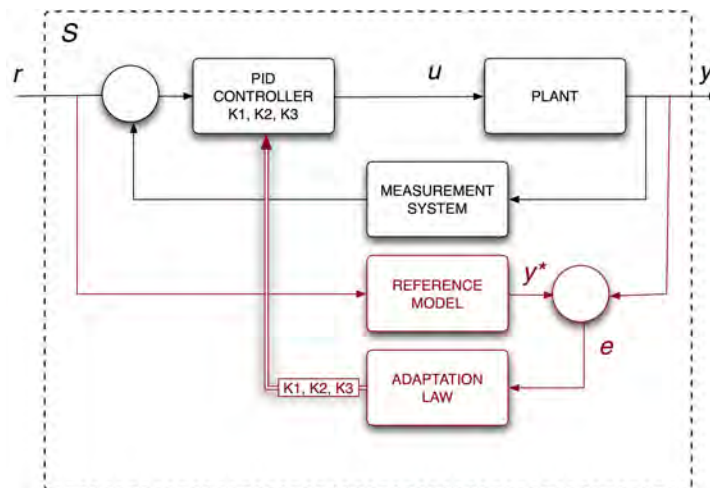 S
r
PID
CONTROLLER
K1, K2, K3
u
PLANT
y
MEASUREMENT
SYSTEM
REFERENCE
MODEL
y*
e
K1, K2, K3
ADAPTATION
LAW